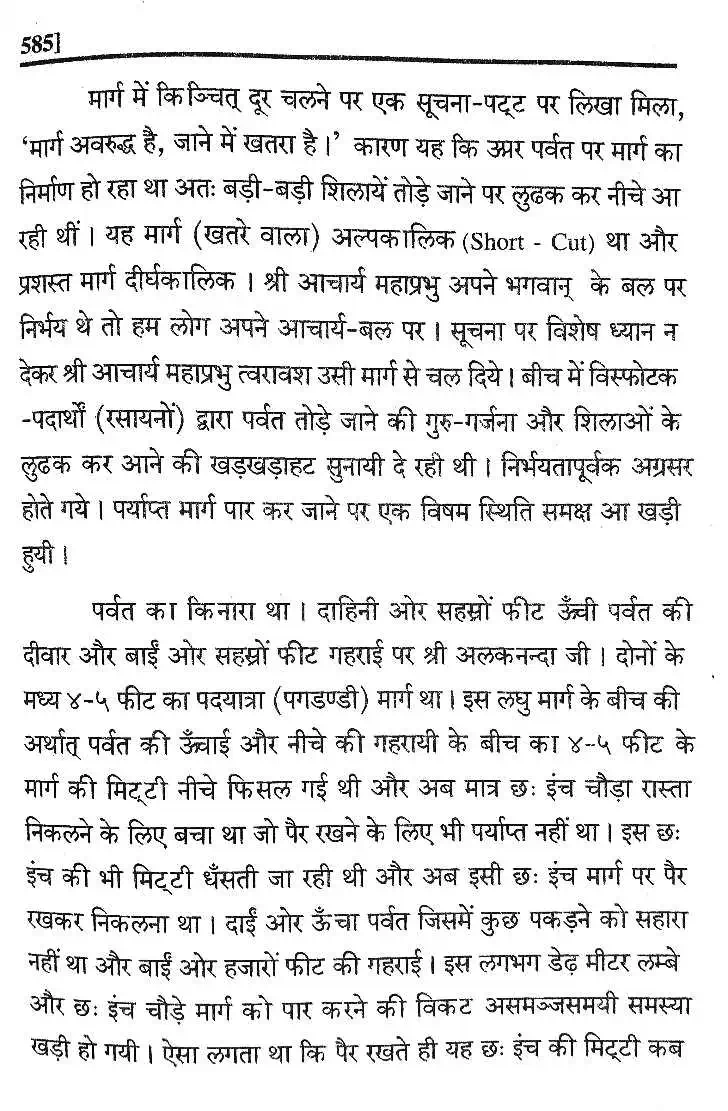 585]
मार्ग में किञ्चित् दूर चलने पर एक सूचना-पट्ट पर लिखा मिला,
‘मार्ग अवरुद्ध है, जाने में खतरा है।’ कारण यह कि ऊपर पर्वत पर मार्ग का
निर्माण हो रहा था अतः बड़ी-बड़ी शिलायें तोड़े जाने पर लुढक कर नीचे आ
रही थीं। यह मार्ग (खतरे वाला) अल्पकालिक (Short - Cut) था और
प्रशस्त मार्ग दीर्घकालिक। श्री आचार्य महाप्रभु अपने भगवान् के बल पर
निर्भय थे तो हम लोग अपने आचार्य-बल पर। सूचना पर विशेष ध्यान न
देकर श्री आचार्य महाप्रभु त्वरावश उसी मार्ग से चल दिये। बीच में विस्फोटक
-पदार्थों (रसायनों) द्वारा पर्वत तोड़े जाने की गुरु-गर्जना और शिलाओं के
लुढक कर आने की खड़खड़ाहट सुनायी दे रही थी। निर्भयतापूर्वक अग्रसर
होते गये। पर्याप्त मार्ग पार कर जाने पर एक विषम स्थिति समक्ष आ खड़ी
हुयी।
पर्वत का किनारा था। दाहिनी ओर सहस्रों फीट ऊँची पर्वत की
दीवार और बाईं ओर सहस्रों फीट गहराई पर श्री अलकनन्दा जी। दोनों के
मध्य ४-५ फीट का पदयात्रा (पगडण्डी) मार्ग था। इस लघु मार्ग के बीच की
अर्थात् पर्वत की ऊँचाई और नीचे की गहरायी के बीच का ४-५ फीट के
मार्ग की मिट्टी नीचे फिसल गई थी और अब मात्र छः इंच चौड़ा रास्ता
निकलने के लिए बचा था जो पैर रखने के लिए भी पर्याप्त नहीं था। इस छः
इंच की भी मिट्टी धँसती जा रही थी और अब इसी छः इंच मार्ग पर पैर
रखकर निकलना था। दाईं ओर ऊँचा पर्वत जिसमें कुछ पकड़ने को सहारा
नहीं था और बाईं ओर हजारों फीट की गहराई। इस लगभग डेढ़ मीटर लम्बे
और छः इंच चौड़े मार्ग को पार करने की विकट असमञ्जसमयी समस्या
खड़ी हो गयी। ऐसा लगता था कि पैर रखते ही यह छः इंच की मिट्टी कब